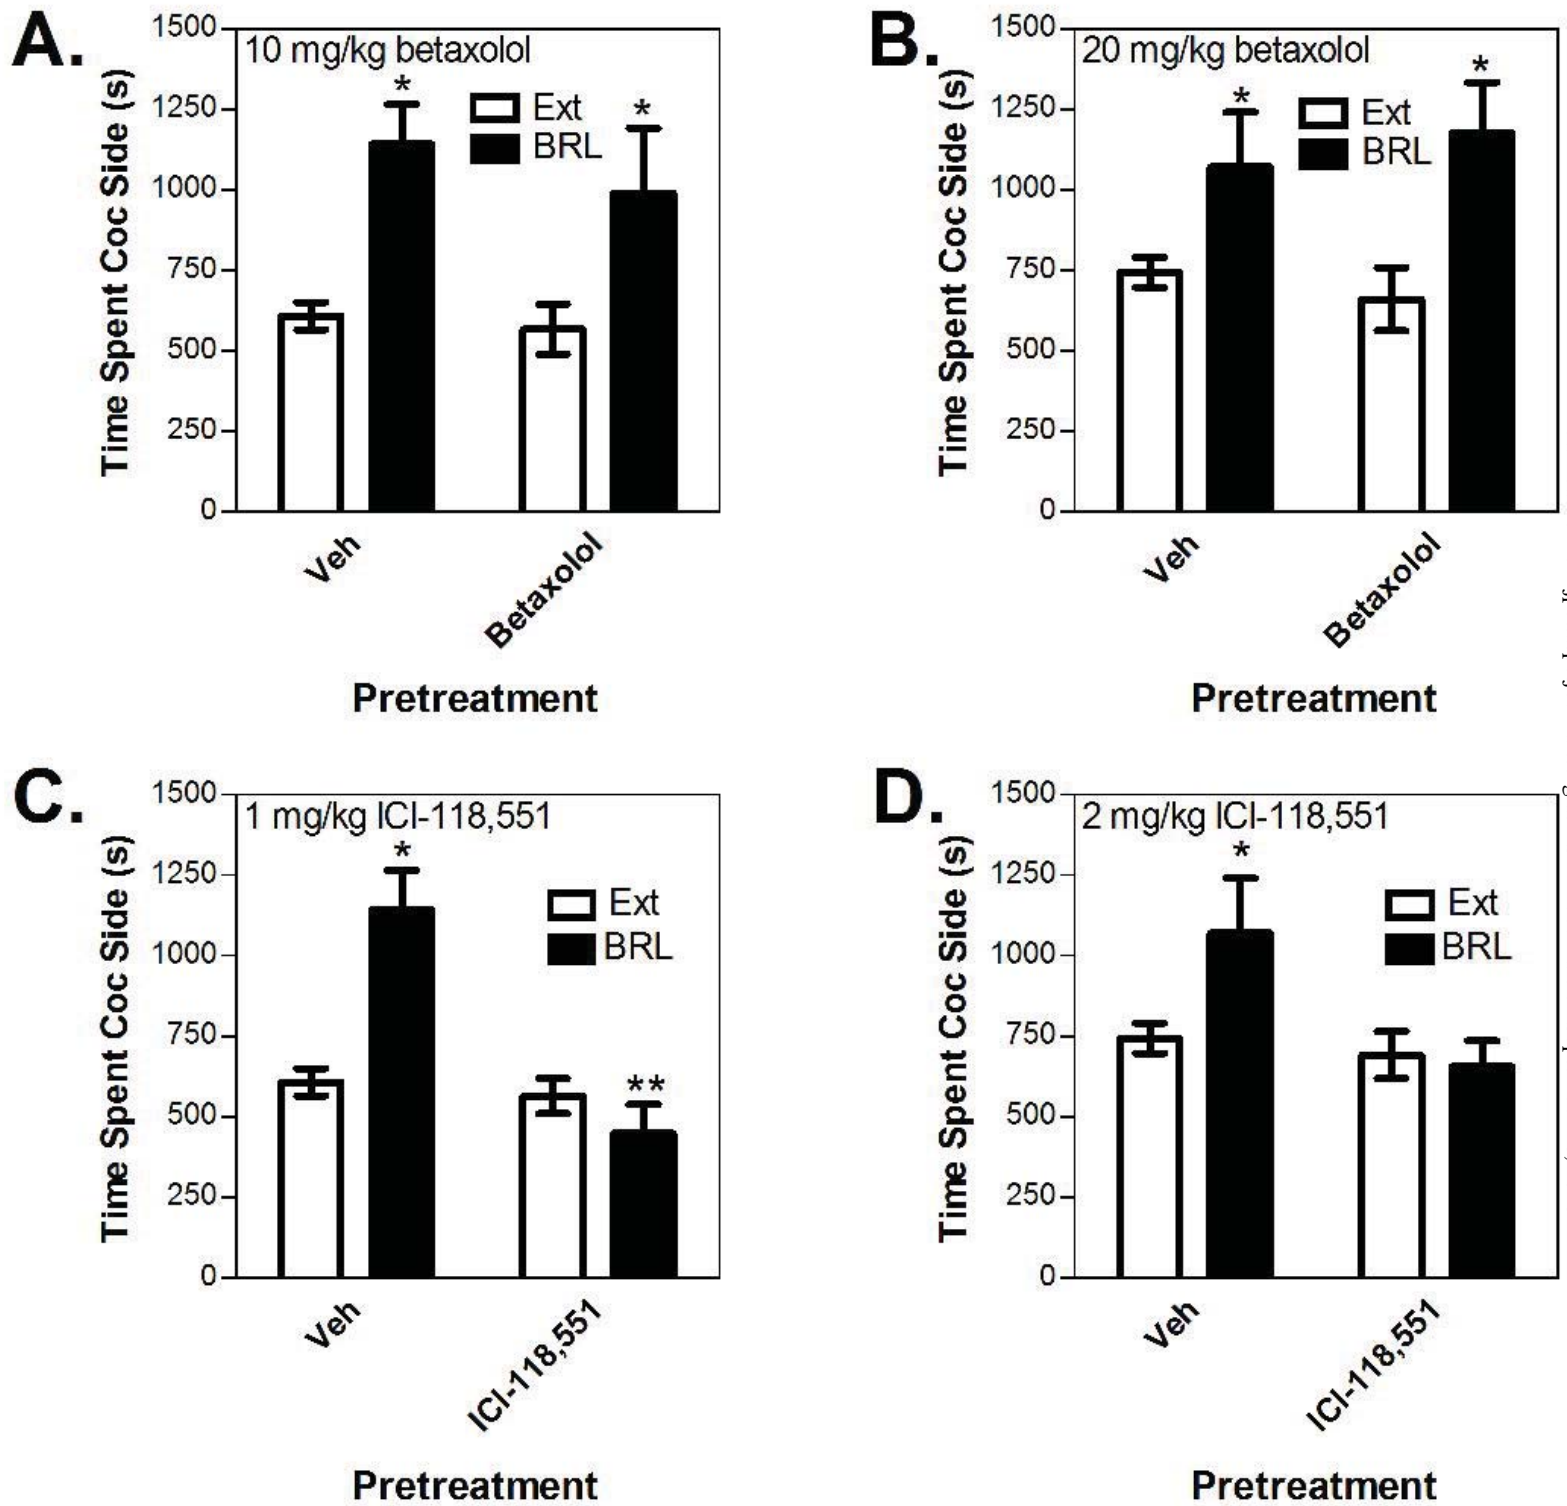 A.
10 mg/kg betaxolol
*
*
Ext
BRL
Time Spent Coc Side (s)
1500
1250
1000
750
500
250
0
Veh
Betaxolol
Pretreatment
B.
20 mg/kg betaxolol
*
*
Ext
BRL
Time Spent Coc Side (s)
1500
1250
1000
750
500
250
0
Veh
Betaxolol
Pretreatment
C.
1 mg/kg ICI-118,551
*
**
Ext
BRL
Time Spent Coc Side (s)
1500
1250
1000
750
500
250
0
Veh
ICI-118,551
Pretreatment
D.
2 mg/kg ICI-118,551
*
Ext
BRL
Time Spent Coc Side (s)
1500
1250
1000
750
500
250
0
Veh
ICI-118,551
Pretreatment